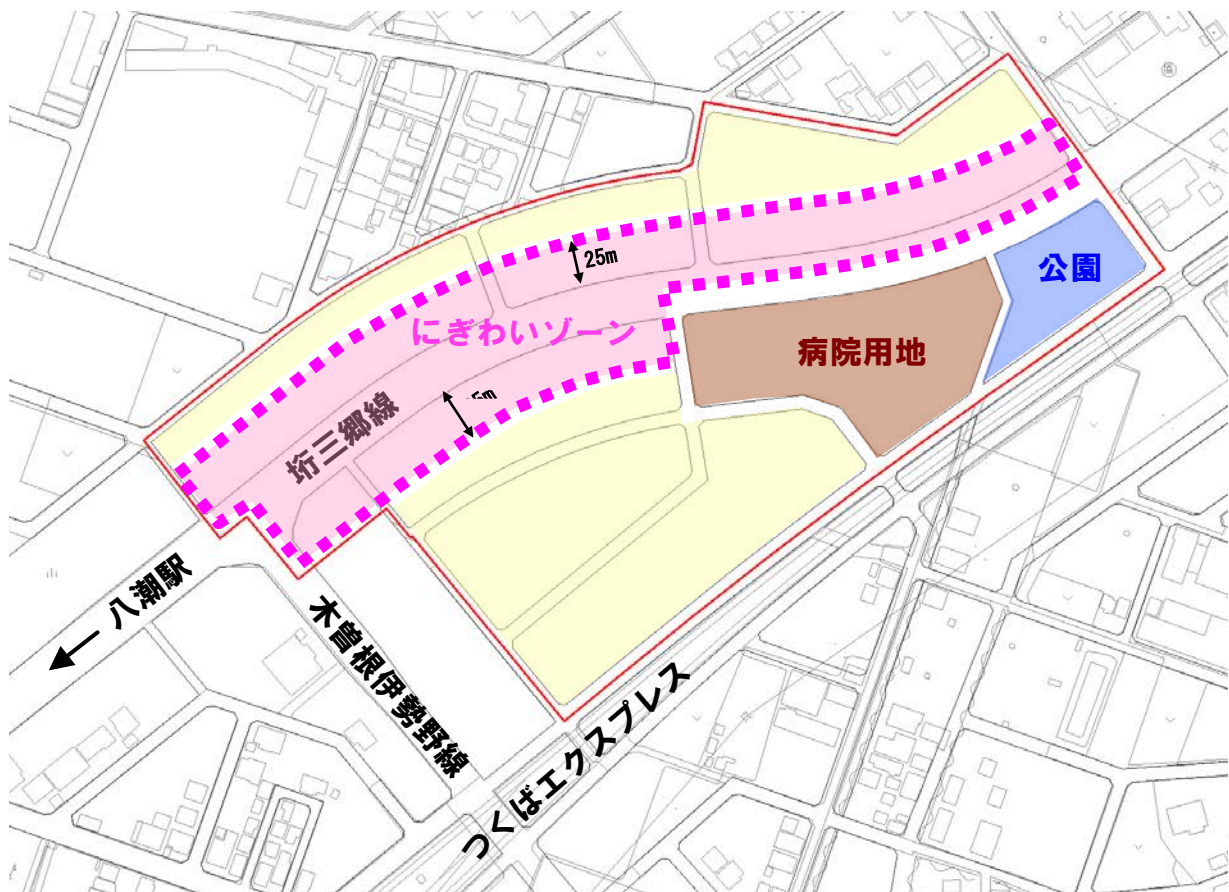 公園
25m
にぎわいゾーン
病院用地
5m
垳三郷線
← 八潮駅
木曽根伊勢野線
つくばエクスプレス